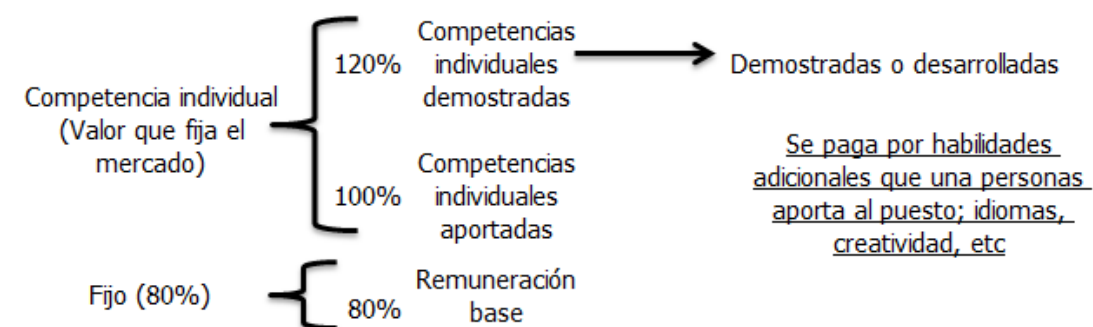 Competencia individual
(Valor que fija el
mercado)
120%
Competencias
individuales
demostradas
Demostradas o desarrolladas
100%
Competencias
individuales
aportadas
Se paga por habilidades
adicionales que una personas
aporta al puesto; idiomas,
creatividad, etc
Fijo (80%)
80%
Remuneración
base